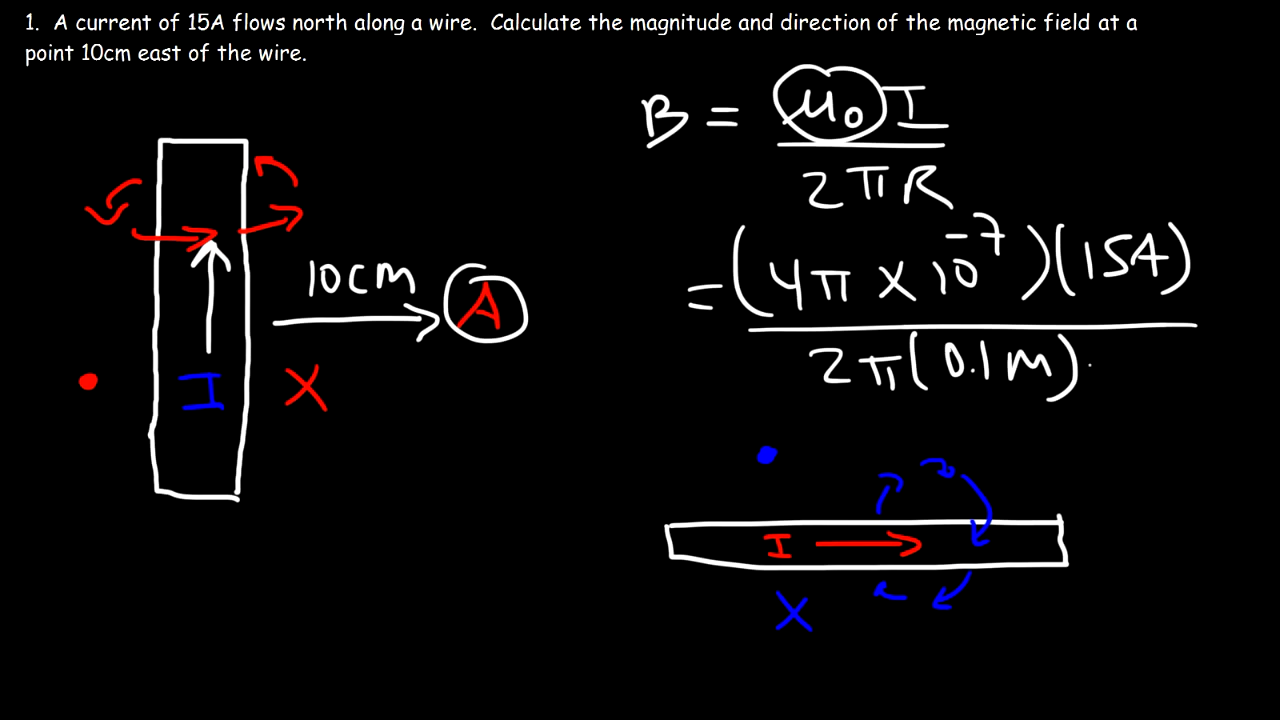 1. A current of 15A flows north along a wire. Calculate the magnitude and direction of the magnetic field at a
point 10cm east of the wire.
B = μ₀I
2πR
= (4π x 10⁻⁷)(15A)
2π(0.1m)
10cm
A
I
X
I
X